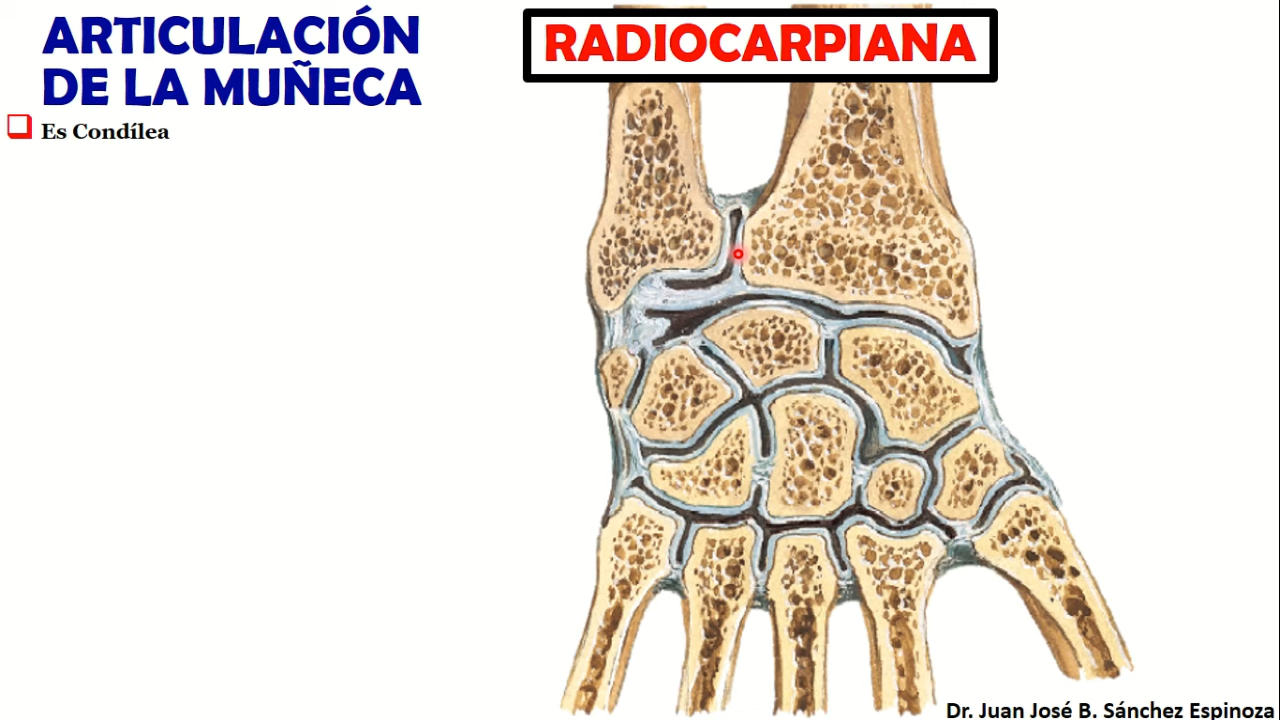 ARTICULACIÓN
DE LA MUÑECA
Es Condílea
RADIOCARPIANA
Dr. Juan José B. Sánchez Espinoza